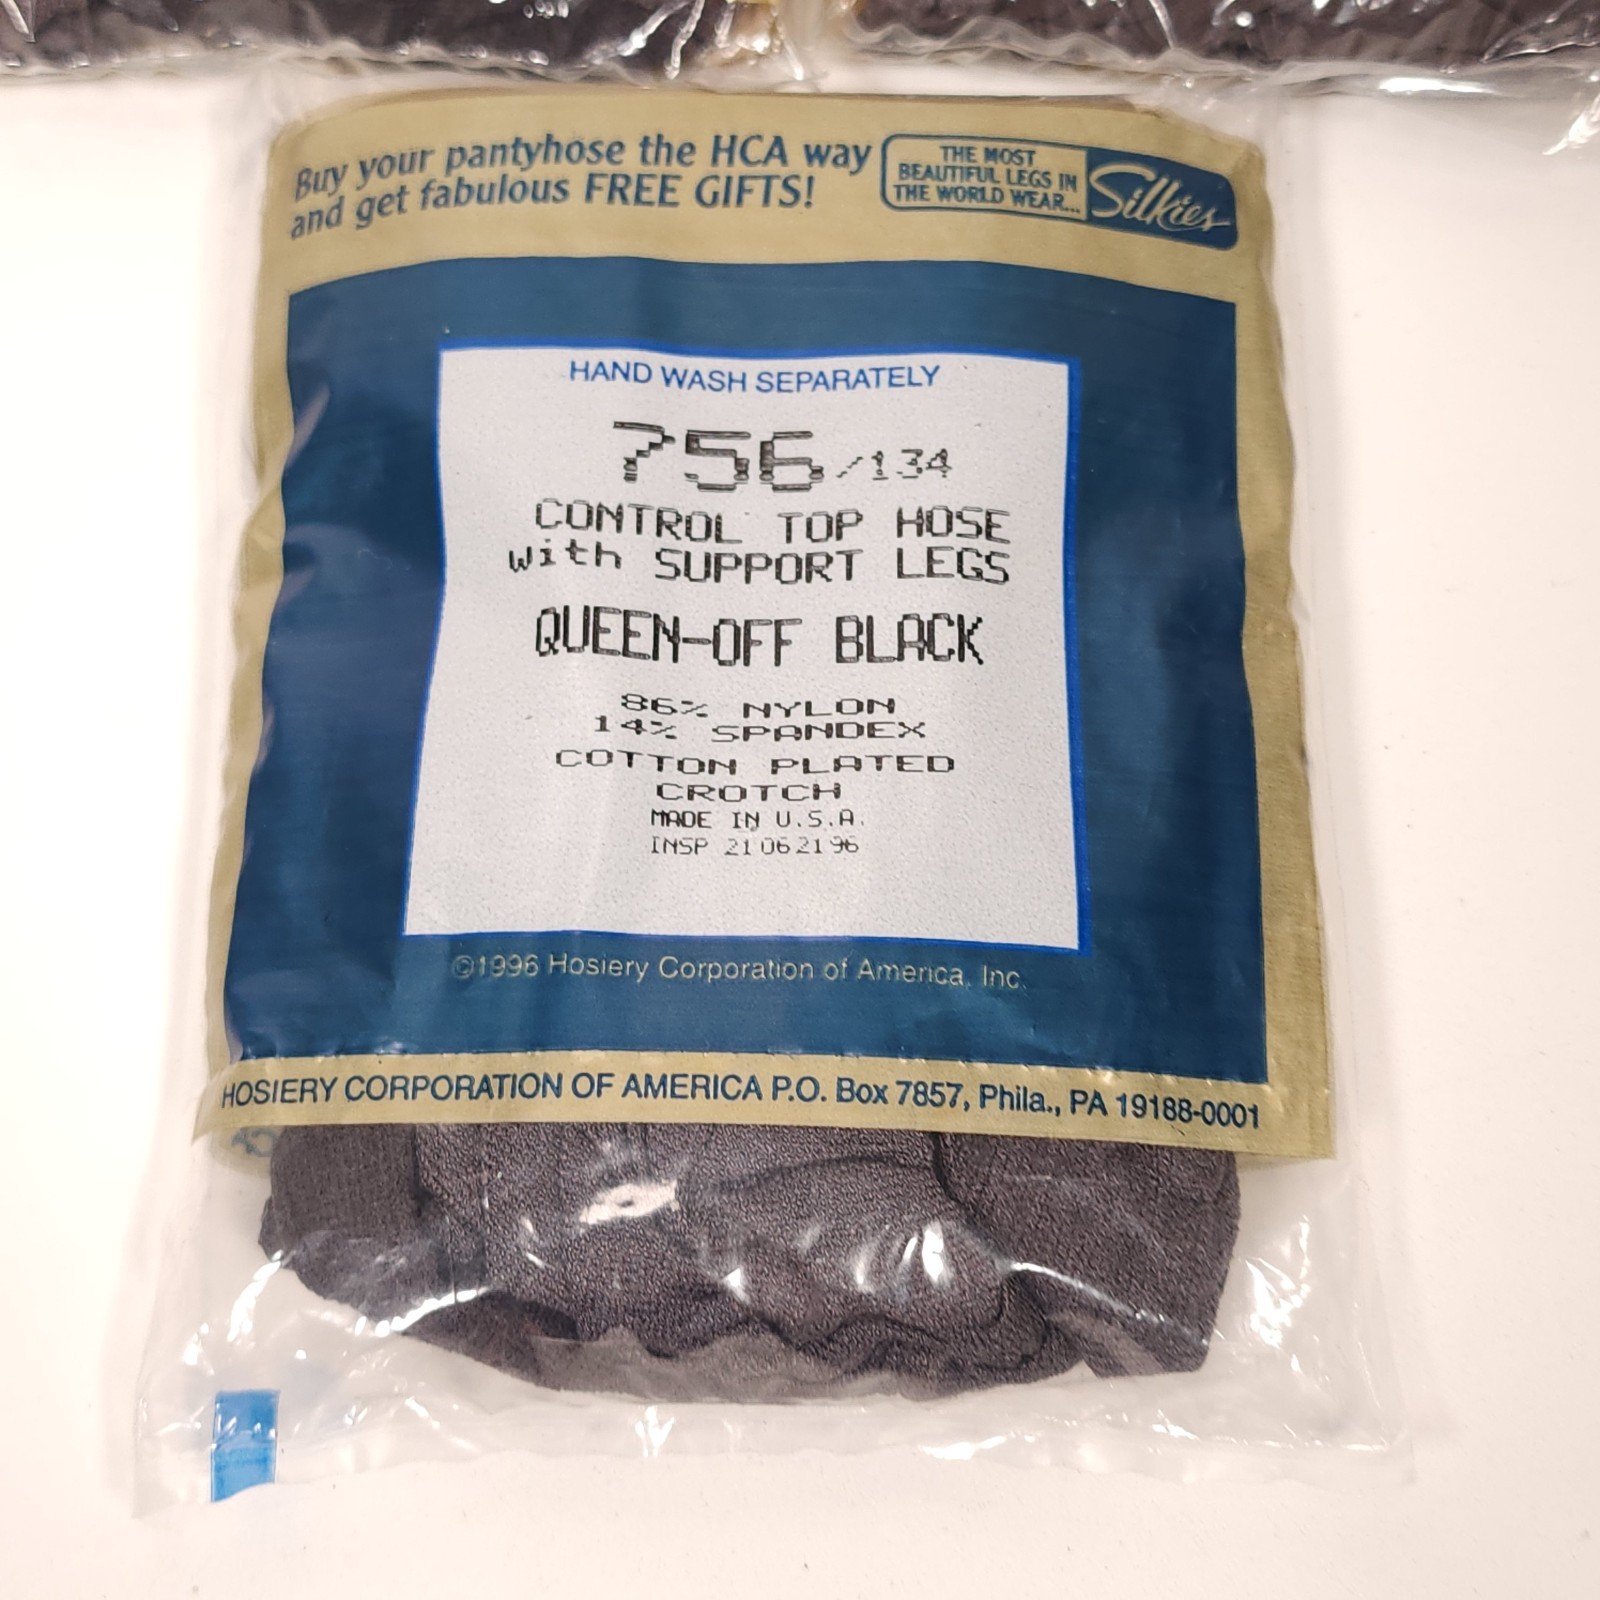 Buy your pantyhose the HCA way
and get fabulous FREE GIFTS!
THE MOST
BEAUTIFUL LEGS IN
THE WORLD WEAR...
Silkies
HAND WASH SEPARATELY
756/134
CONTROL TOP HOSE
with SUPPORT LEGS
QUEEN-OFF BLACK
86% NYLON
14% SPANDEX
COTTON PLATED
CROTCH
MADE IN U.S.A.
INSP 21062196
©1996 Hosiery Corporation of America, Inc.
HOSIERY CORPORATION OF AMERICA P.O. Box 7857, Phila., PA 19188-0001